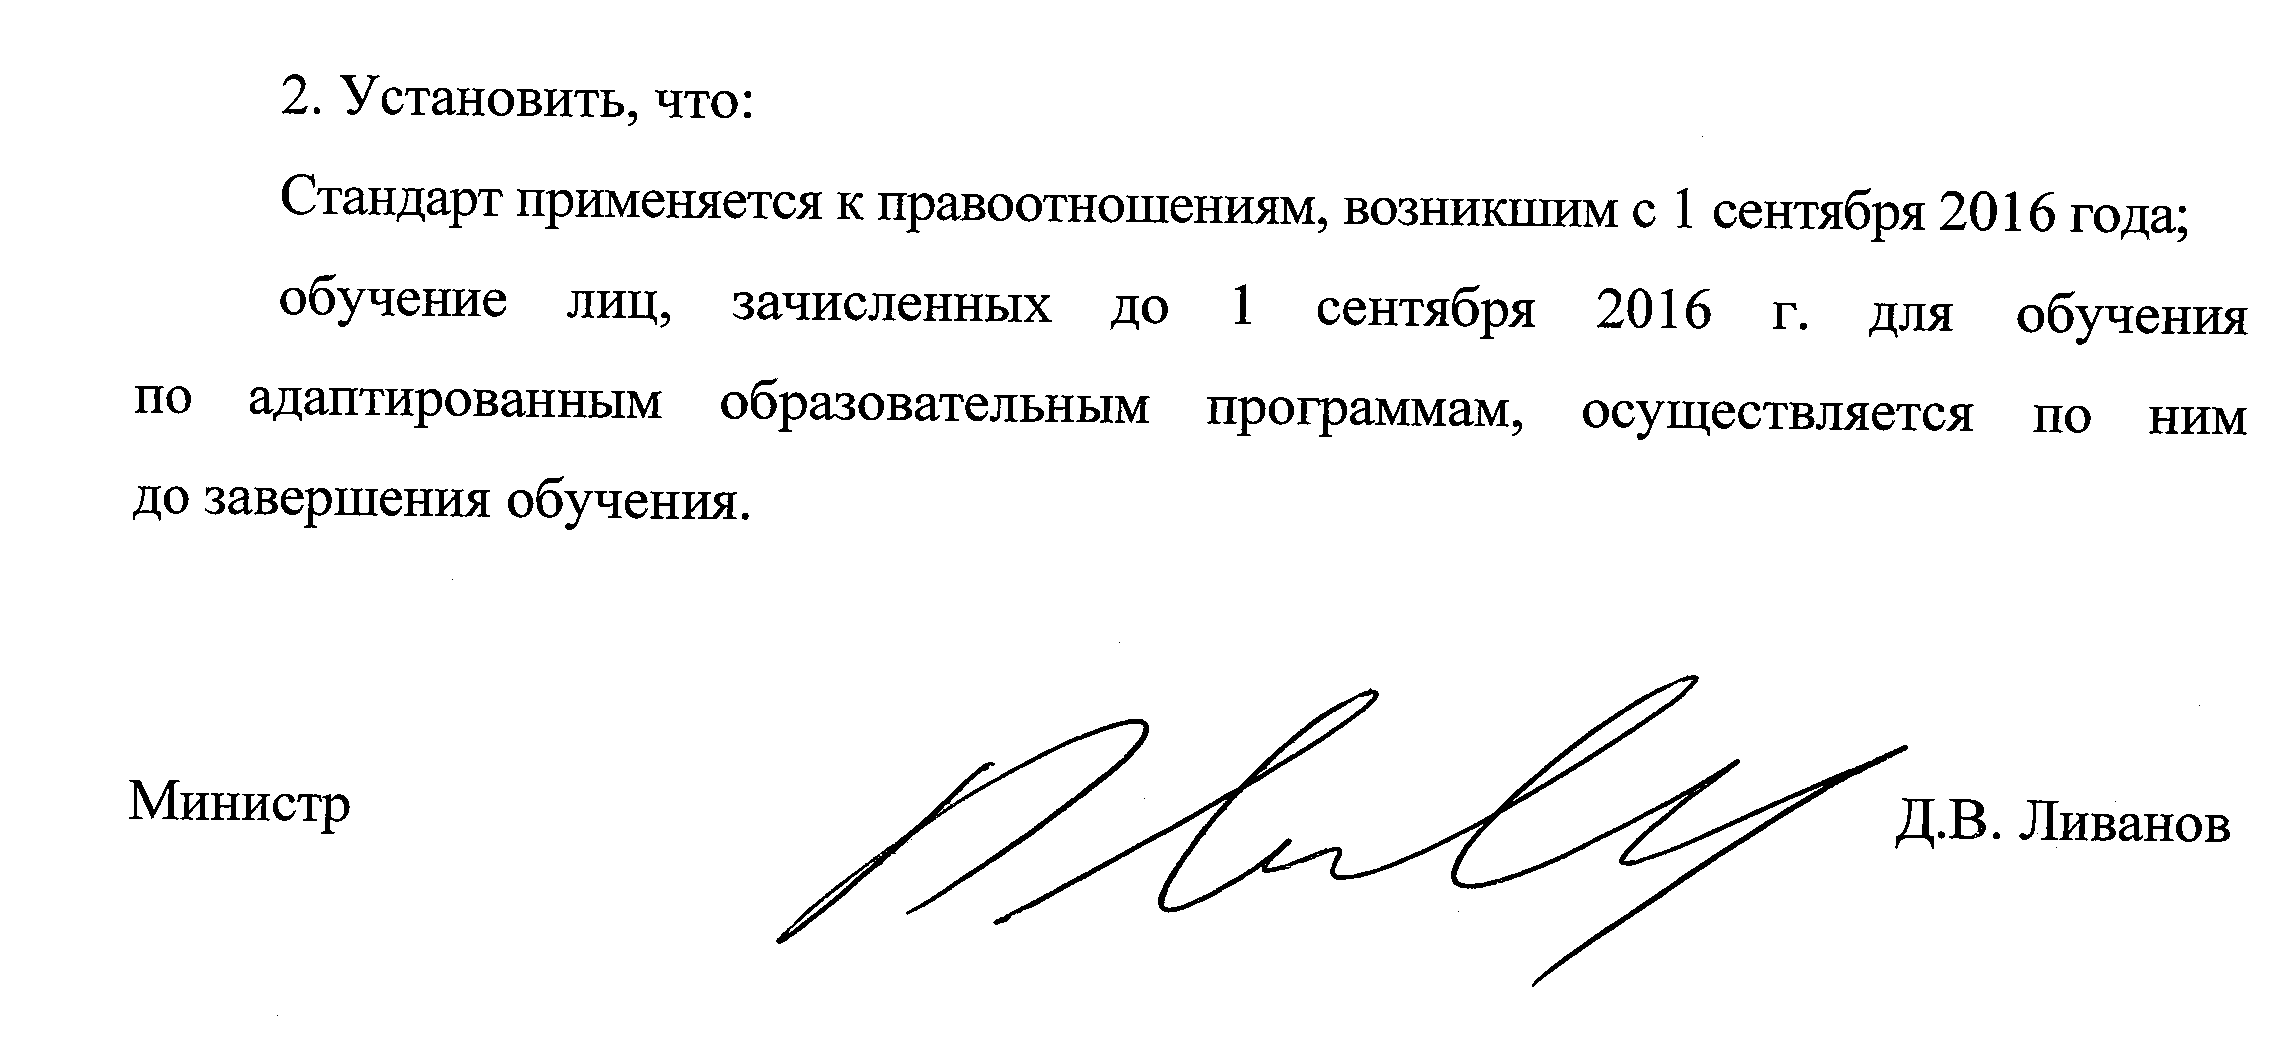 2. Установить, что:
Стандарт применяется к правоотношениям, возникшим с 1 сентября 2016 года;
обучение лиц, зачисленных до 1 сентября 2016 г. для обучения
по адаптированным образовательным программам, осуществляется по ним
до завершения обучения.
Министр Д.В. Ливанов